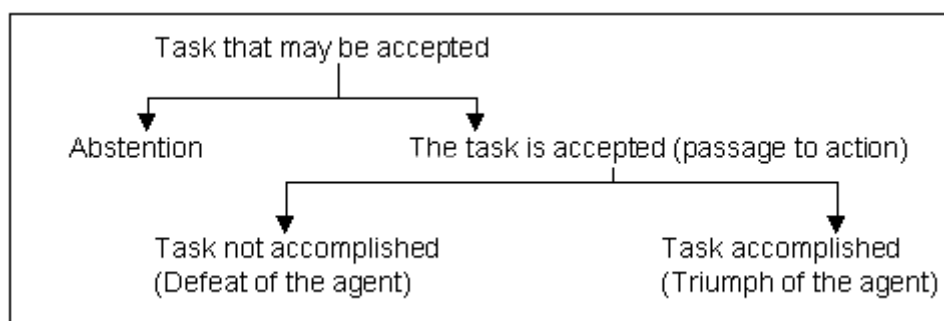 Task that may be accepted
Abstention
The task is accepted (passage to action)
Task not accomplished
(Defeat of the agent)
Task accomplished
(Triumph of the agent)